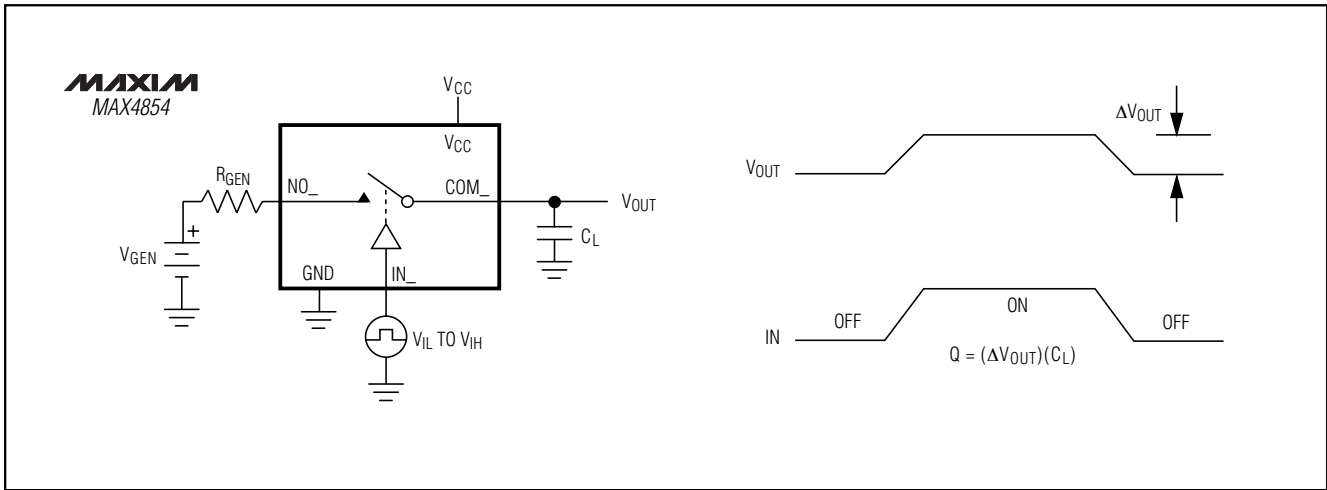 MAXIM
MAX4854
VCC
VCC
RGEN
NO_
COM_
VOUT
CL
VGEN
+
GND
IN_
VIL TO VIH
ΔVOUT
VOUT
IN
OFF
ON
OFF
Q = (ΔVOUT)(CL)